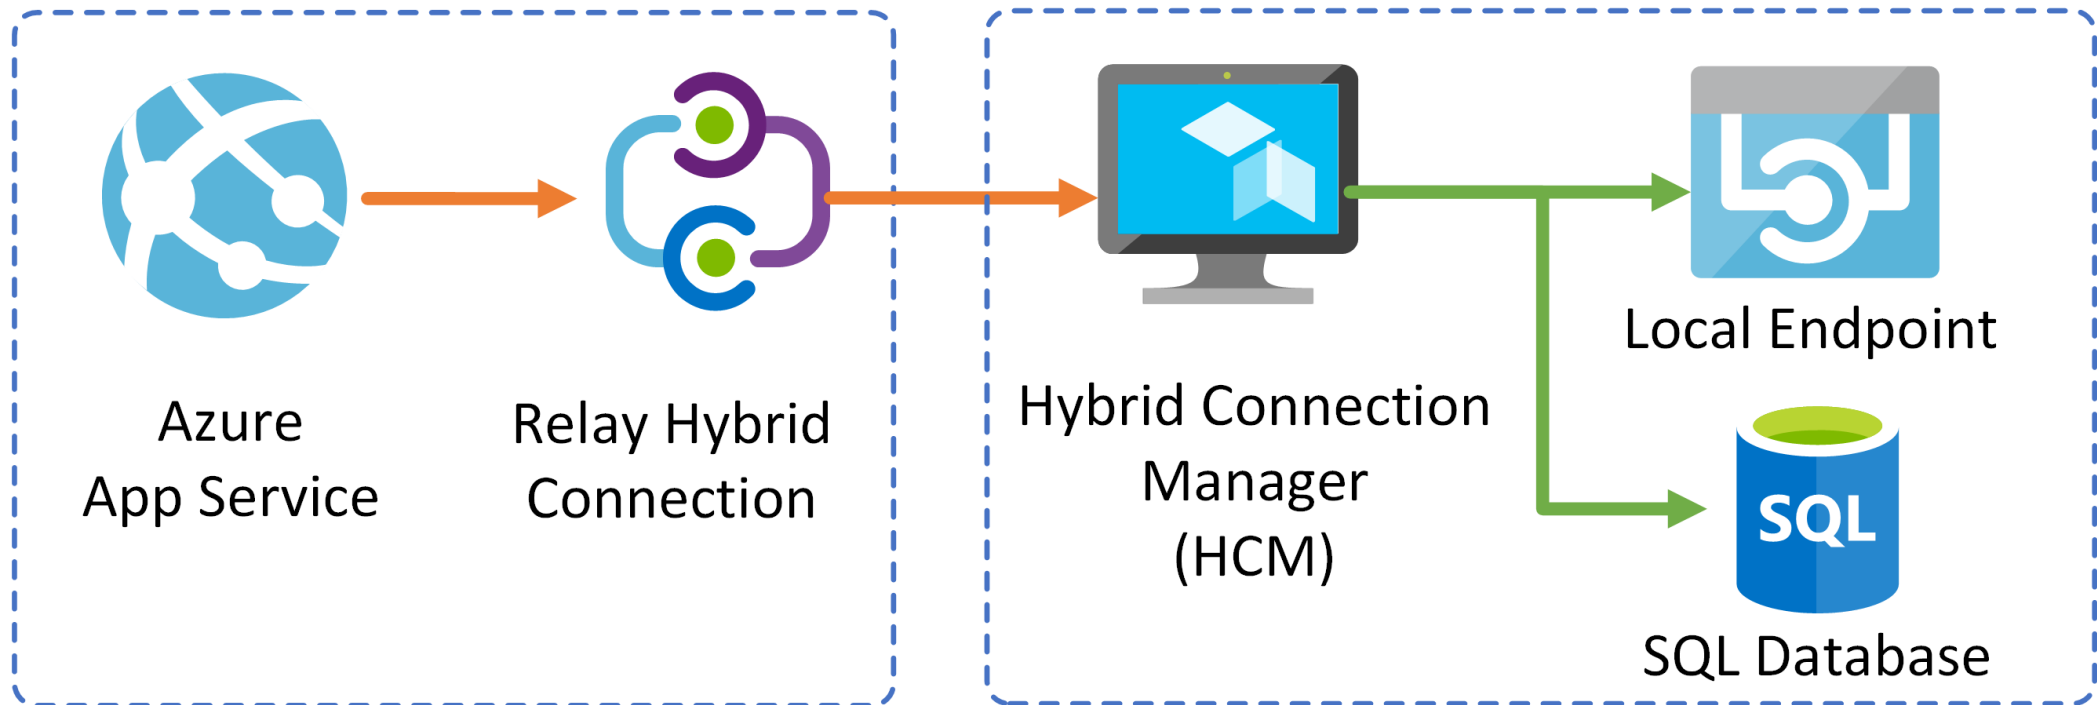 Azure
App Service
Relay Hybrid
Connection
Hybrid Connection
Manager
(HCM)
Local Endpoint
SQL
SQL Database